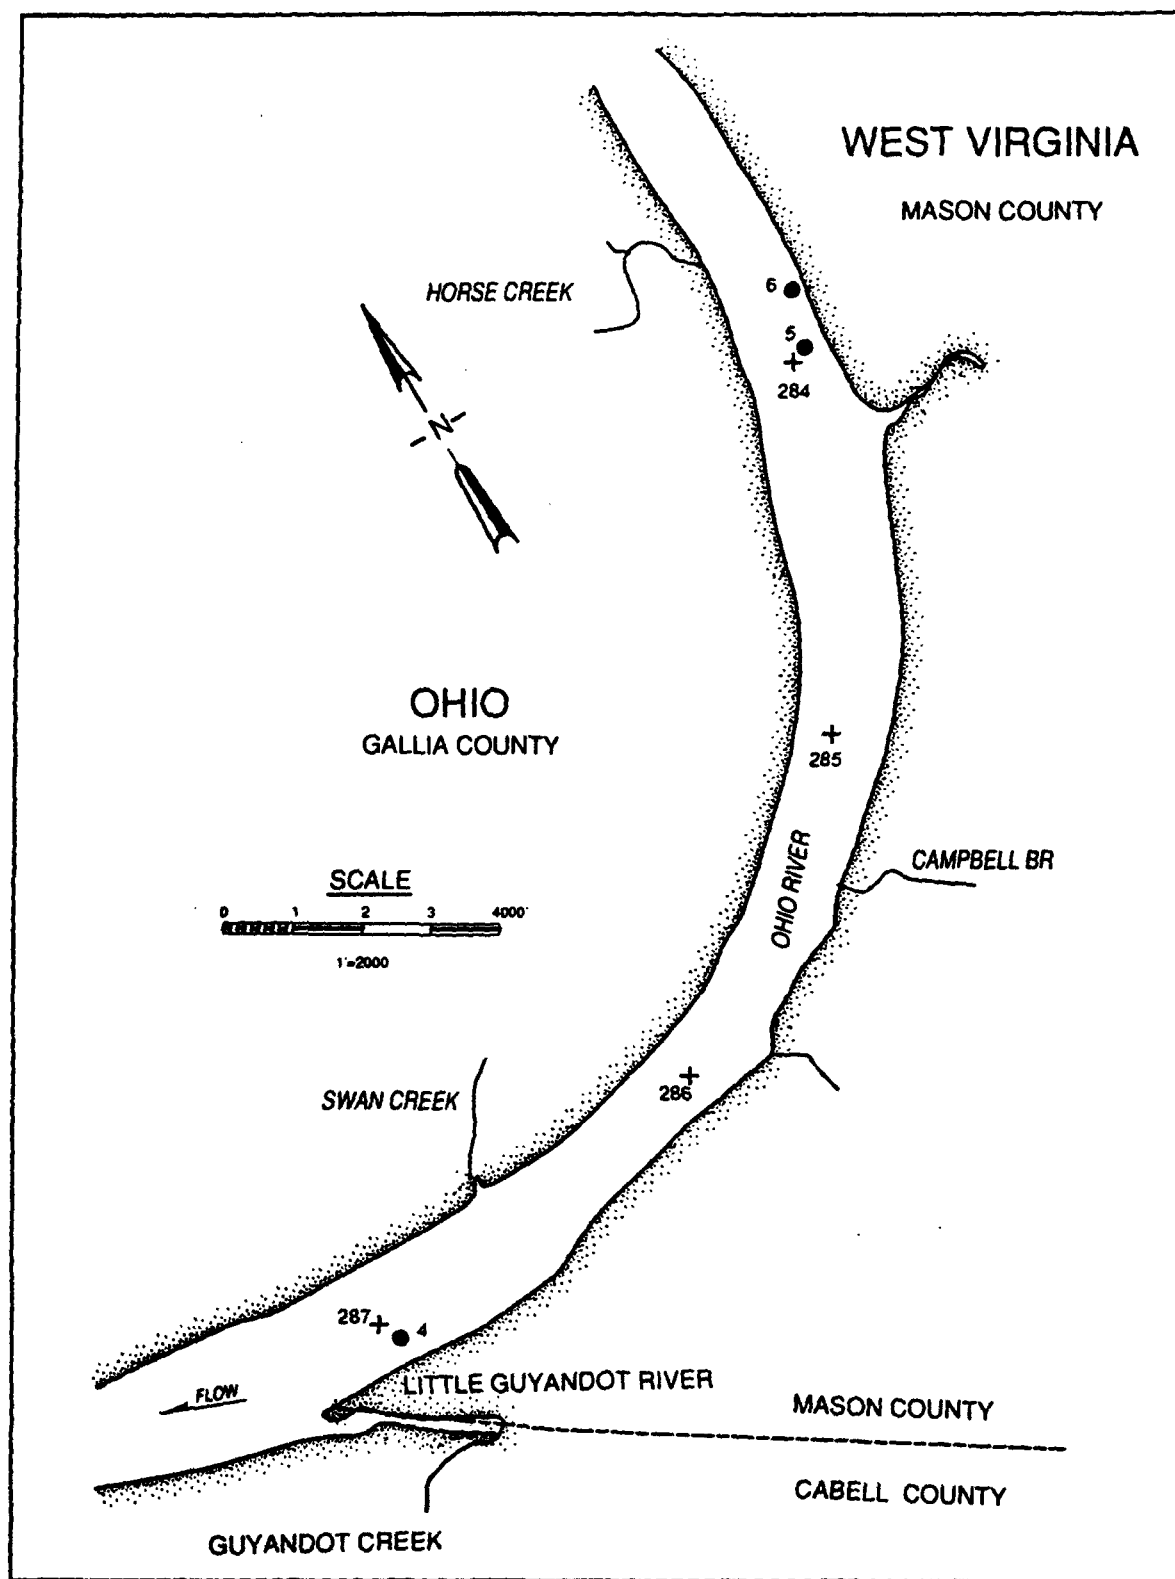 WEST VIRGINIA
MASON COUNTY
6
HORSE CREEK
5
284
N
OHIO
GALLIA COUNTY
285
OHIO RIVER
CAMPBELL BR
SCALE
0 1 2 3 4000'
1"=2000
286
SWAN CREEK
287
4
FLOW
LITTLE GUYANDOT RIVER
MASON COUNTY
CABELL COUNTY
GUYANDOT CREEK